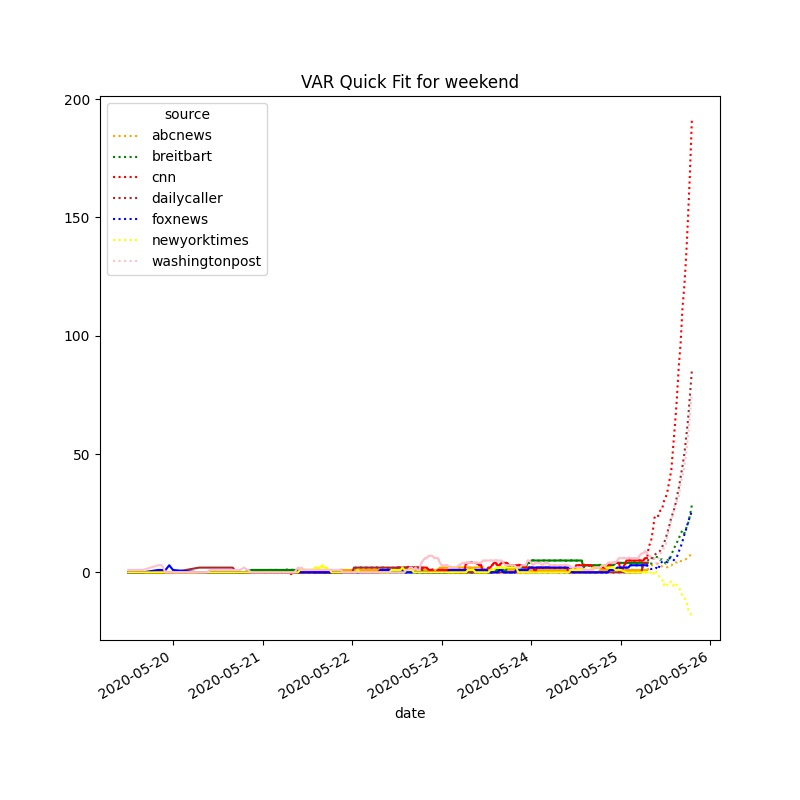 VAR Quick Fit for weekend
200
150
100
50
0
source
abcnews
breitbart
cnn
dailycaller
foxnews
newyorktimes
washingtonpost
2020-05-20
2020-05-21
2020-05-22
2020-05-23
2020-05-24
2020-05-25
2020-05-26
date